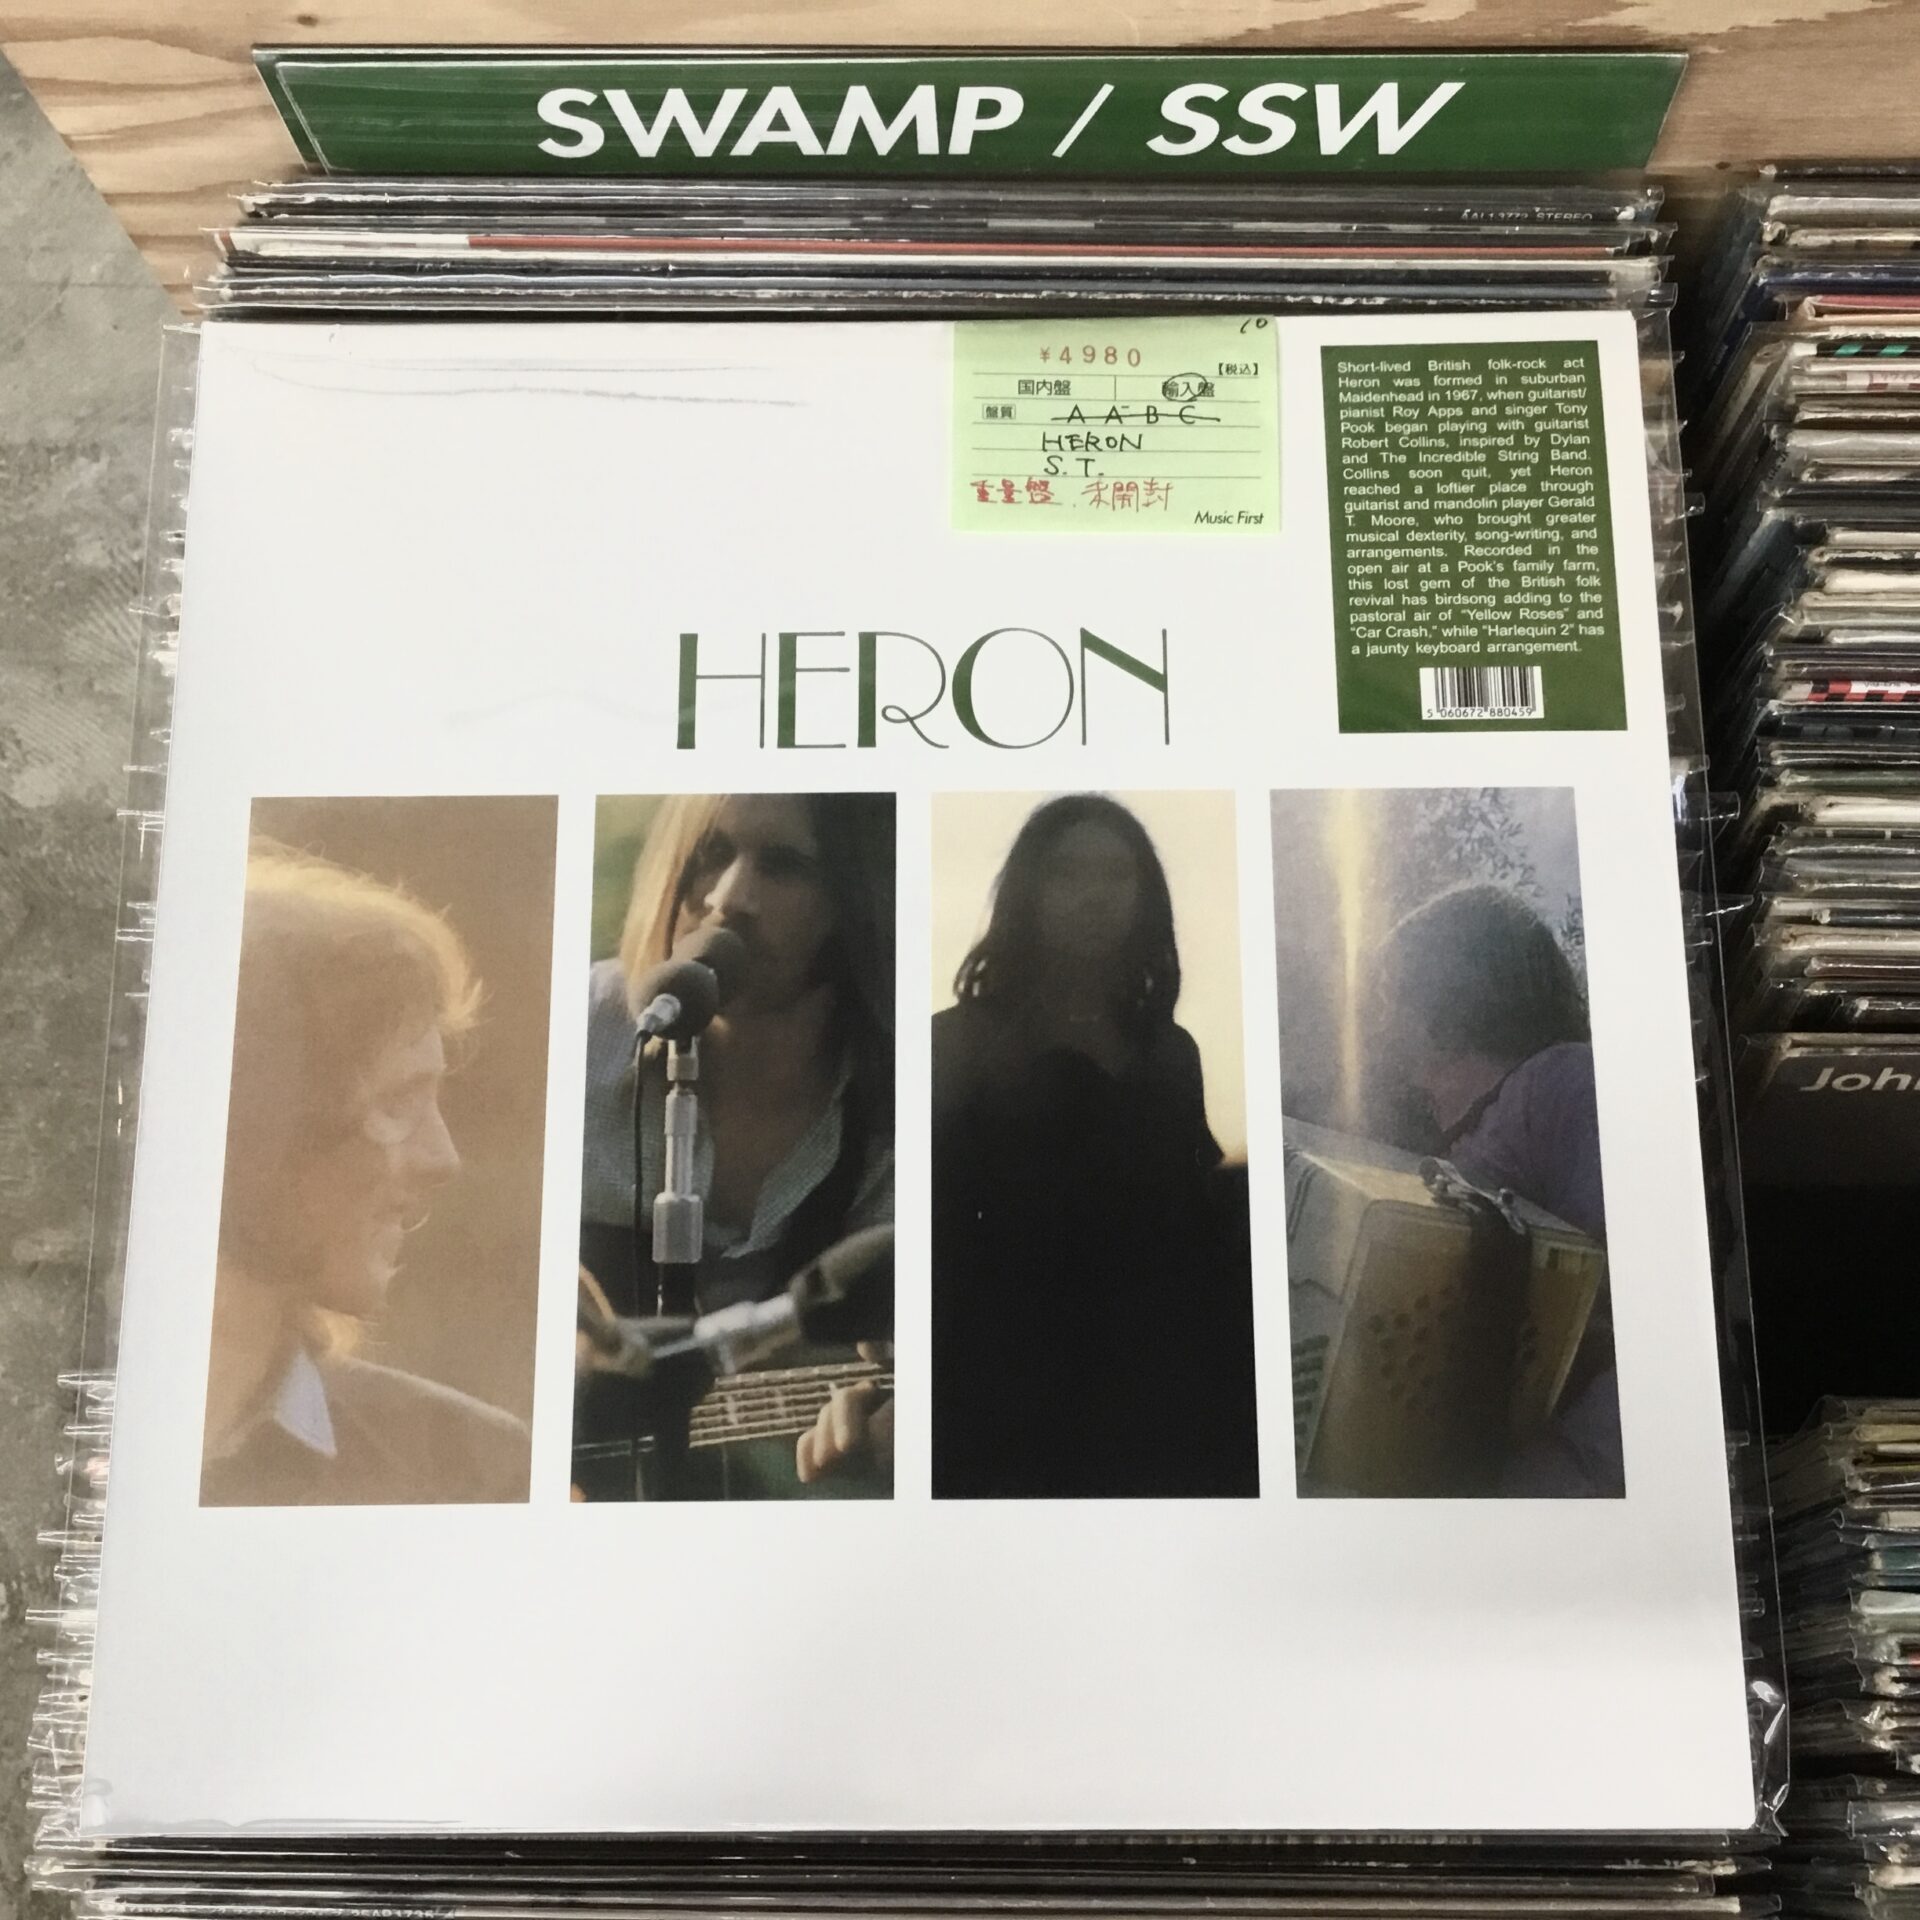 SWAMP / SSW
AAL1-3772 STEREO
10
¥4980
【税込】
国内盤 輸入盤
盤質 A A⁻ B C
HERON
S.T.
重量盤. 未開封
Music First
Short-lived British folk-rock act
Heron was formed in suburban
Maidenhead in 1967, when guitarist/
pianist Roy Apps and singer Tony
Pook began playing with guitarist
Robert Collins, inspired by Dylan
and The Incredible String Band.
Collins soon quit, yet Heron
reached a loftier place through
guitarist and mandolin player Gerald
T. Moore, who brought greater
musical dexterity, song-writing, and
arrangements. Recorded in the
open air at a Pook's family farm,
this lost gem of the British folk
revival has birdsong adding to the
pastoral air of “Yellow Roses” and
“Car Crash,” while “Harlequin 2” has
a jaunty keyboard arrangement.
5 060672 880459
HERON
Joh